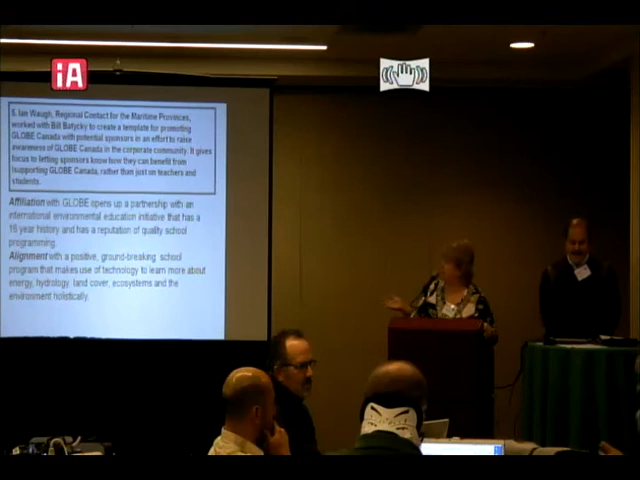 iA
5. Ian Waugh, Regional Contact for the Maritime Provinces,
worked with Bill Batycky to create a template for promoting
GLOBE Canada with potential sponsors in an effort to raise
awareness of GLOBE Canada in the corporate community. It gives
focus to letting sponsors know how they can benefit from
supporting GLOBE Canada, rather than just on teachers and
students.
Affiliation with GLOBE opens up a partnership with an
international environmental education initiative that has a
16 year history and has a reputation of quality school
programming.
Alignment with a positive, ground-breaking school
program that makes use of technology to learn more about
energy, hydrology, land cover, ecosystems and the
environment holistically.